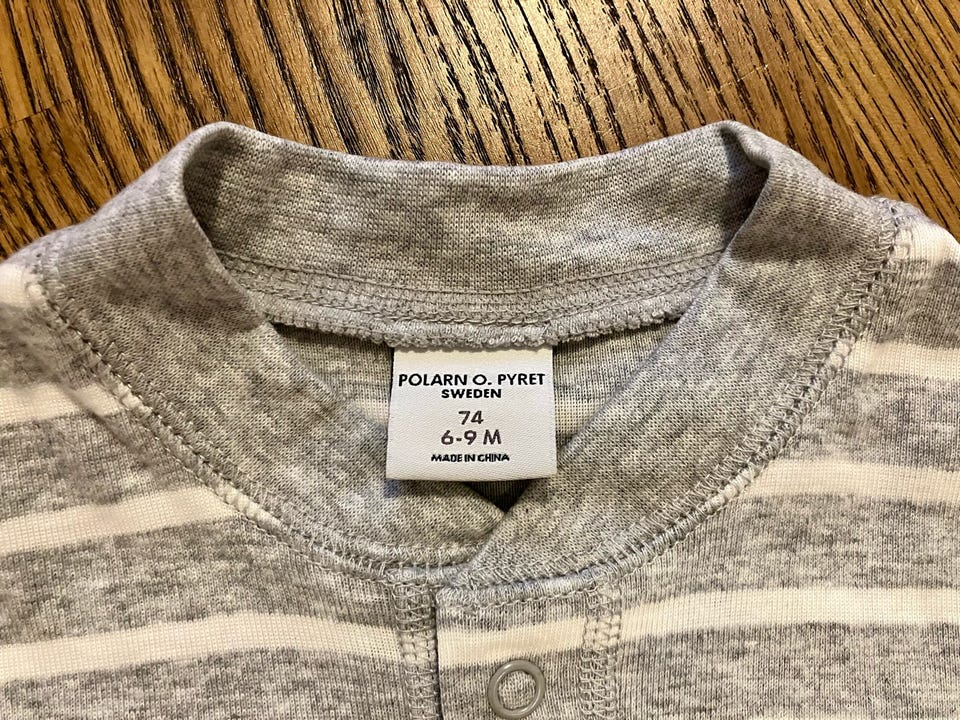 POLARN O. PYRET
SWEDEN
74
6-9 M
MADE IN CHINA